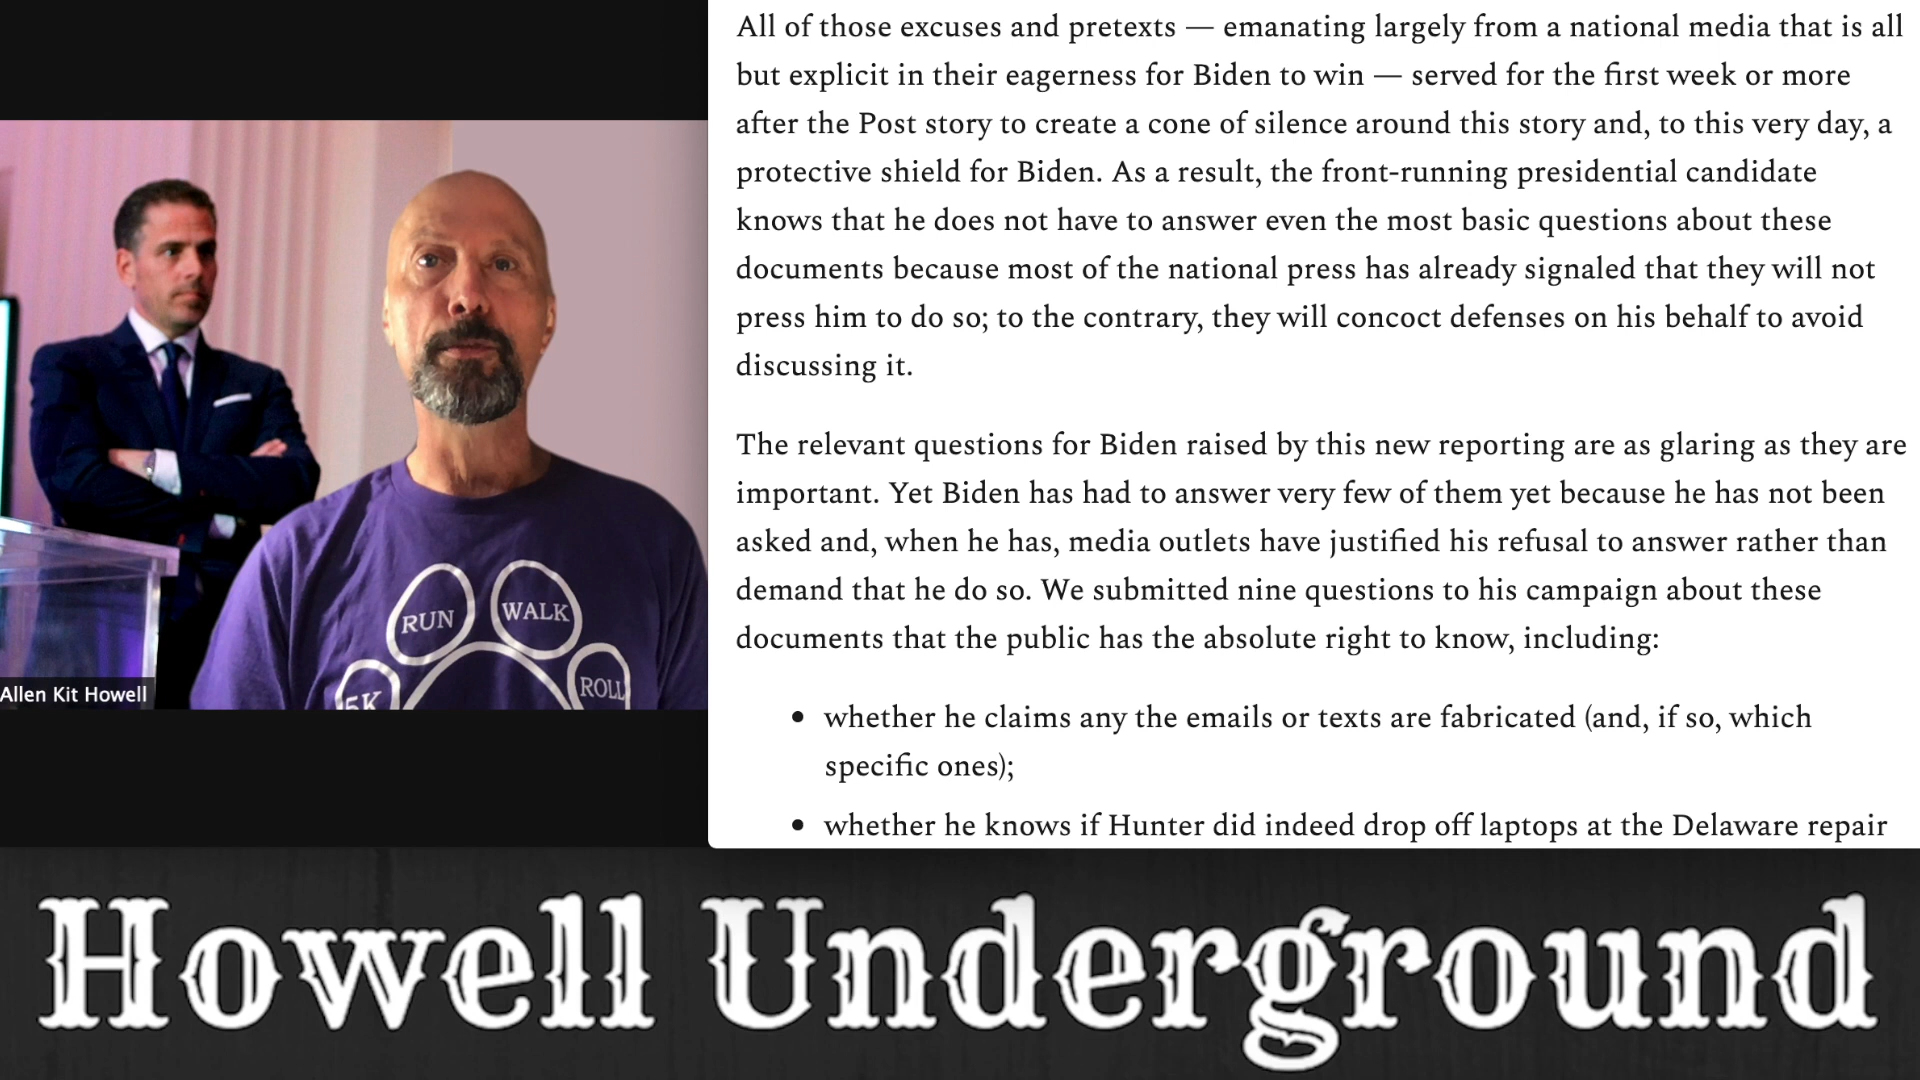 All of those excuses and pretexts — emanating largely from a national media that is all
but explicit in their eagerness for Biden to win — served for the first week or more
after the Post story to create a cone of silence around this story and, to this very day, a
protective shield for Biden. As a result, the front-running presidential candidate
knows that he does not have to answer even the most basic questions about these
documents because most of the national press has already signaled that they will not
press him to do so; to the contrary, they will concoct defenses on his behalf to avoid
discussing it.
The relevant questions for Biden raised by this new reporting are as glaring as they are
important. Yet Biden has had to answer very few of them yet because he has not been
asked and, when he has, media outlets have justified his refusal to answer rather than
demand that he do so. We submitted nine questions to his campaign about these
documents that the public has the absolute right to know, including:
• whether he claims any the emails or texts are fabricated (and, if so, which
specific ones);
• whether he knows if Hunter did indeed drop off laptops at the Delaware repair
RUN
WALK
5K
ROLL
Allen Kit Howell
Howell Underground